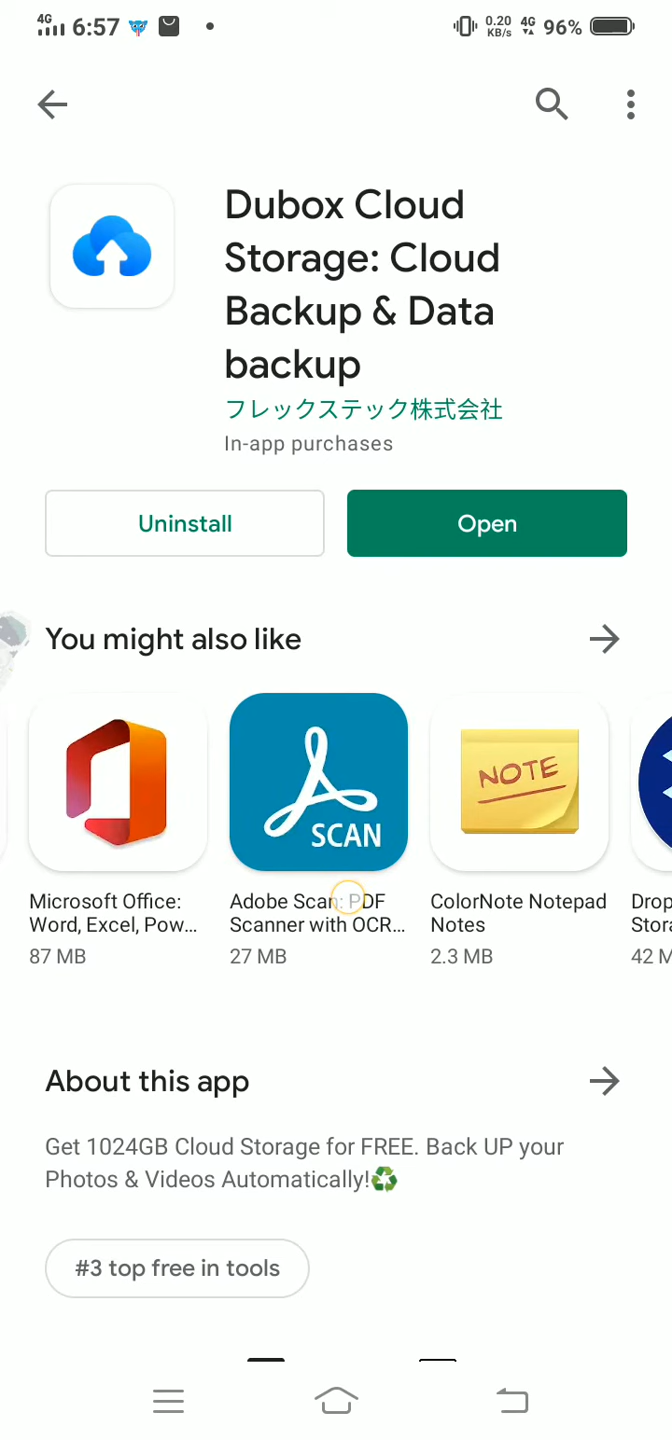 4G 6:57 0.20 KB/s 4G 96%
Dubox Cloud
Storage: Cloud
Backup & Data
backup
フレックステック株式会社
In-app purchases
Uninstall Open
You might also like
SCAN NOTE
Microsoft Office: Adobe Scan: PDF ColorNote Notepad Drop
Word, Excel, Pow... Scanner with OCR... Notes Stora
87 MB 27 MB 2.3 MB 42 M
About this app
Get 1024GB Cloud Storage for FREE. Back UP your
Photos & Videos Automatically!♻️
#3 top free in tools